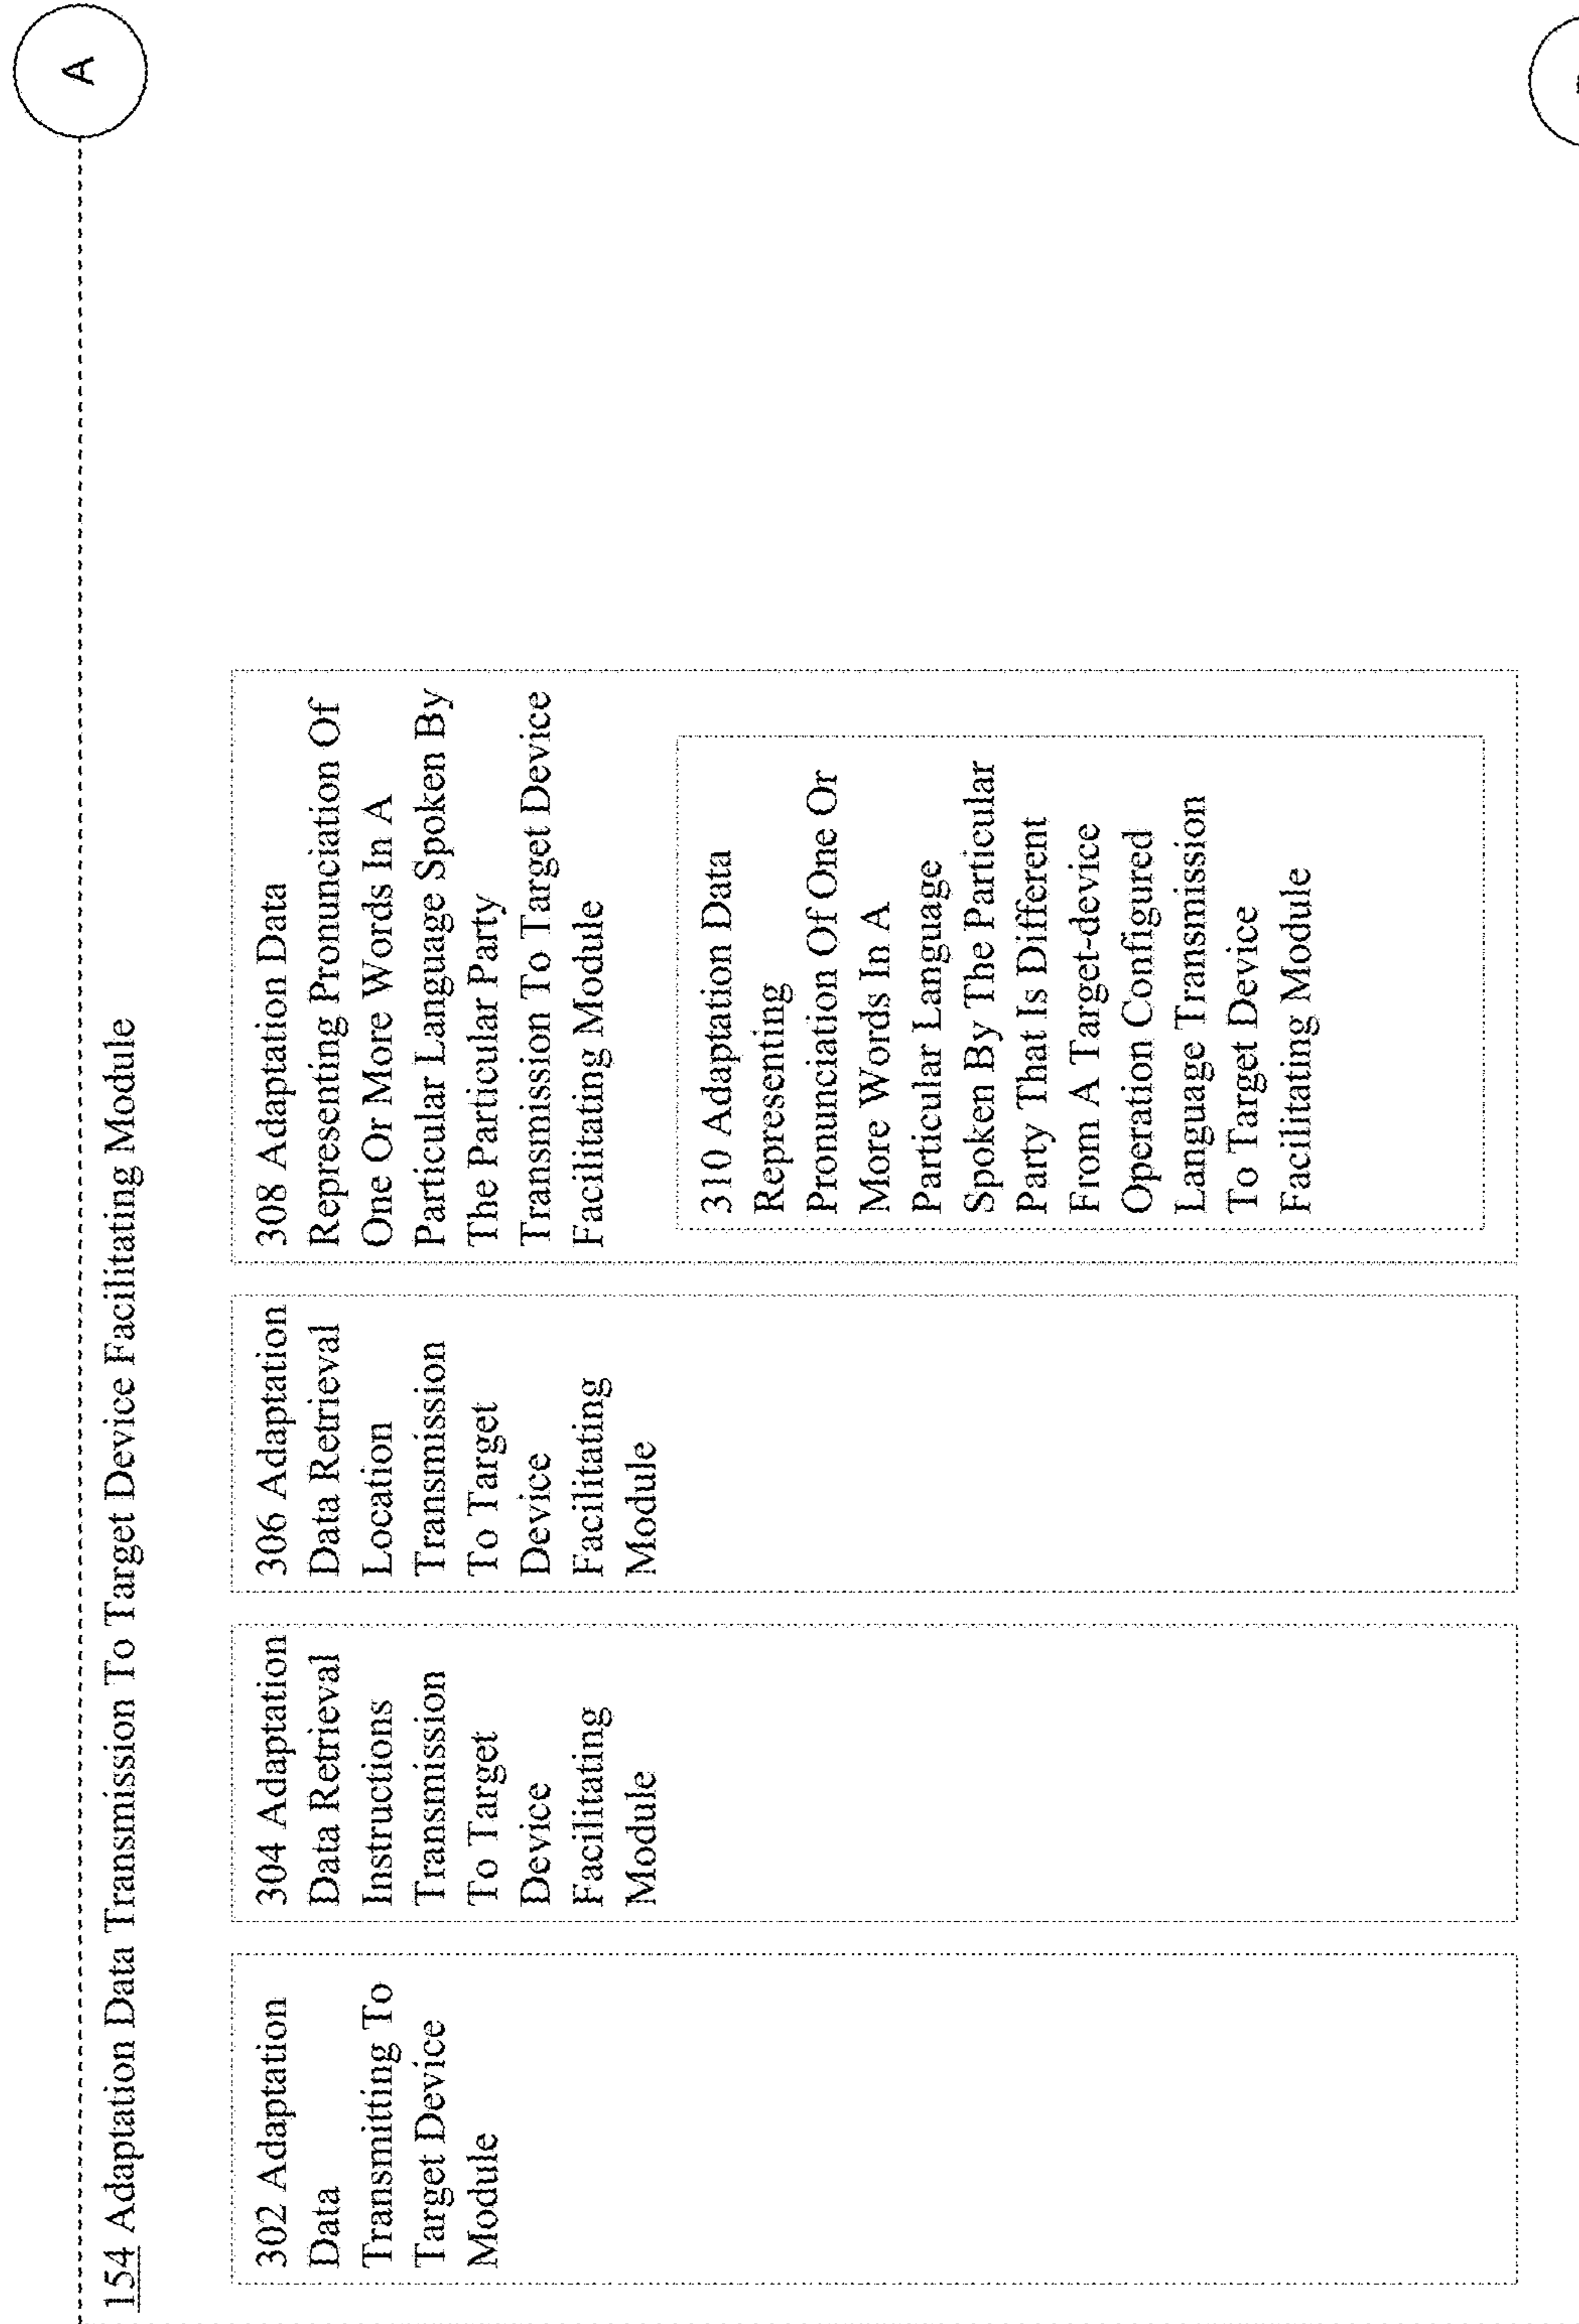 154 Adaptation Data Transmission To Target Device Facilitating Module
A
302 Adaptation
Data
Transmitting To
Target Device
Module
304 Adaptation
Data Retrieval
Instructions
Transmission
To Target
Device
Facilitating
Module
306 Adaptation
Data Retrieval
Location
Transmission
To Target
Device
Facilitating
Module
308 Adaptation Data
Representing Pronunciation Of
One Or More Words In A
Particular Language Spoken By
The Particular Party
Transmission To Target Device
Facilitating Module
310 Adaptation Data
Representing
Pronunciation Of One Or
More Words In A
Particular Language
Spoken By The Particular
Party That Is Different
From A Target-device
Operation Configured
Language Transmission
To Target Device
Facilitating Module